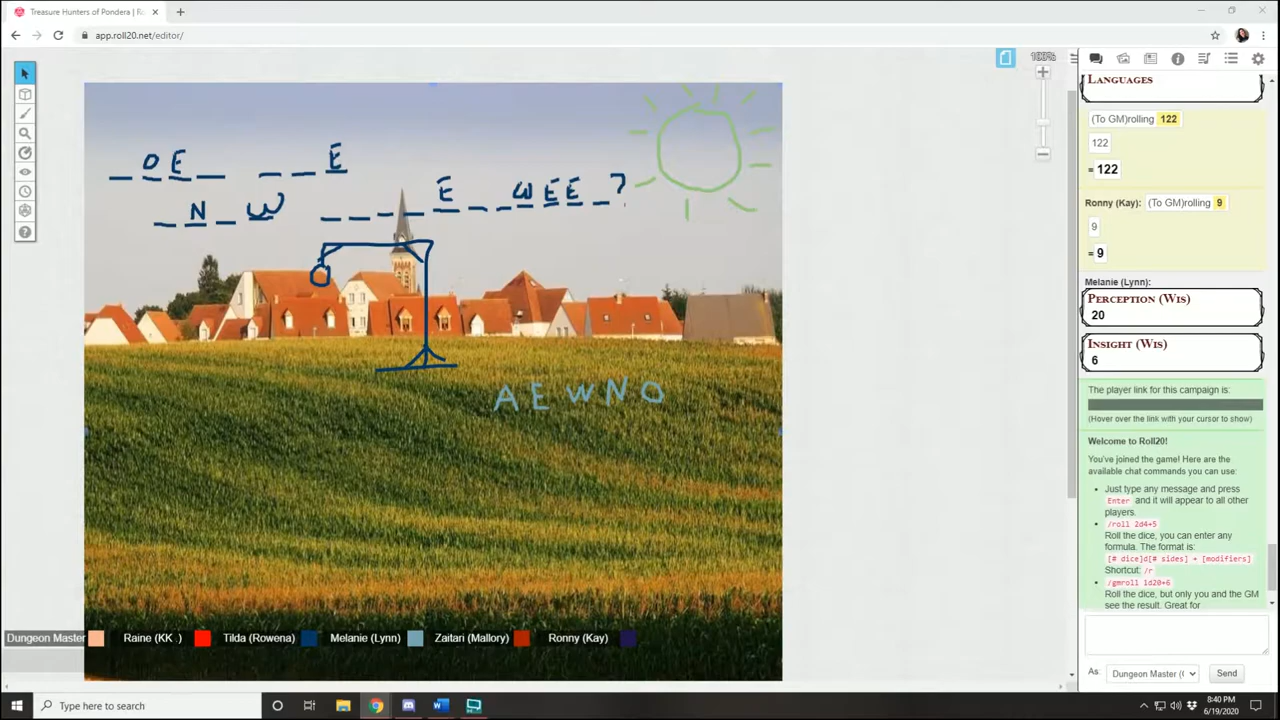 Treasure Hunters of Pondera | Ro
app.roll20.net/editor/
100%
_ O E _ _ _ E
_ N _ W _ _ _ _ E _ _ W E E _ ?
A E W N O
Dungeon Master
Raine (KK .)
Tilda (Rowena)
Melanie (Lynn)
Zaitari (Mallory)
Ronny (Kay)
LANGUAGES
(To GM)rolling 122
122
= 122
Ronny (Kay): (To GM)rolling 9
9
= 9
Melanie (Lynn):
PERCEPTION (WIS)
20
INSIGHT (WIS)
6
The player link for this campaign is:
(Hover over the link with your cursor to show)
Welcome to Roll20!
You've joined the game! Here are the
available chat commands you can use:
• Just type any message and press
Enter and it will appear to all other
players.
• /roll 2d4+5
Roll the dice, you can enter any
formula. The format is:
[# dice]d[# sides] + [modifiers]
Shortcut: /r
• /gmroll 1d20+6
Roll the dice, but only you and the GM
see the result. Great for
As: Dungeon Master (
Send
Type here to search
8:40 PM
6/19/2020